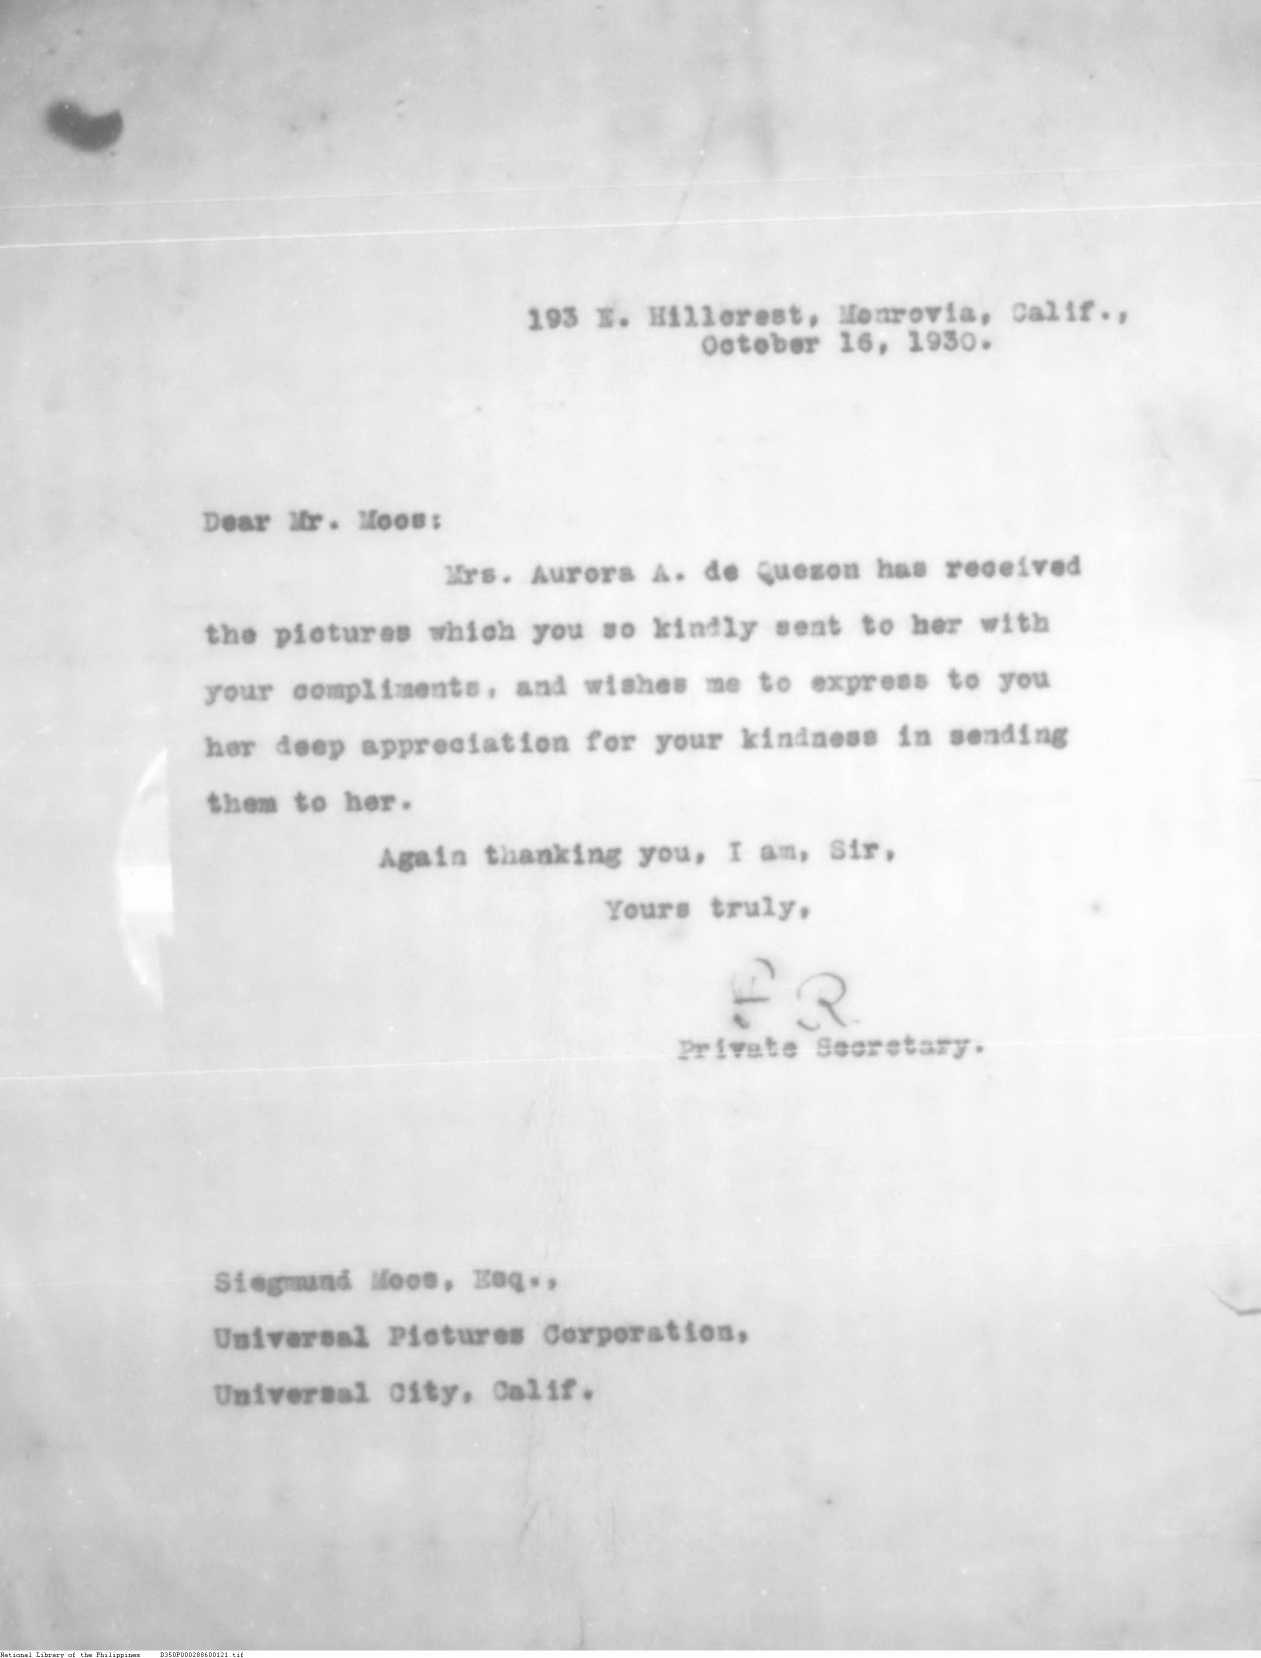 193 E. Hillcrest, Monrovia, Calif.,
October 16, 1930.
Dear Mr. Moos:
Mrs. Aurora A. de Quezon has received
the pictures which you so kindly sent to her with
your compliments, and wishes me to express to you
her deep appreciation for your kindness in sending
them to her.
Again thanking you, I am, Sir,
Yours truly,
F R
Private Secretary.
Siegmund Moos, Esq.,
Universal Pictures Corporation,
Universal City, Calif.
National Library of the Philippines D350P000288600121.tif